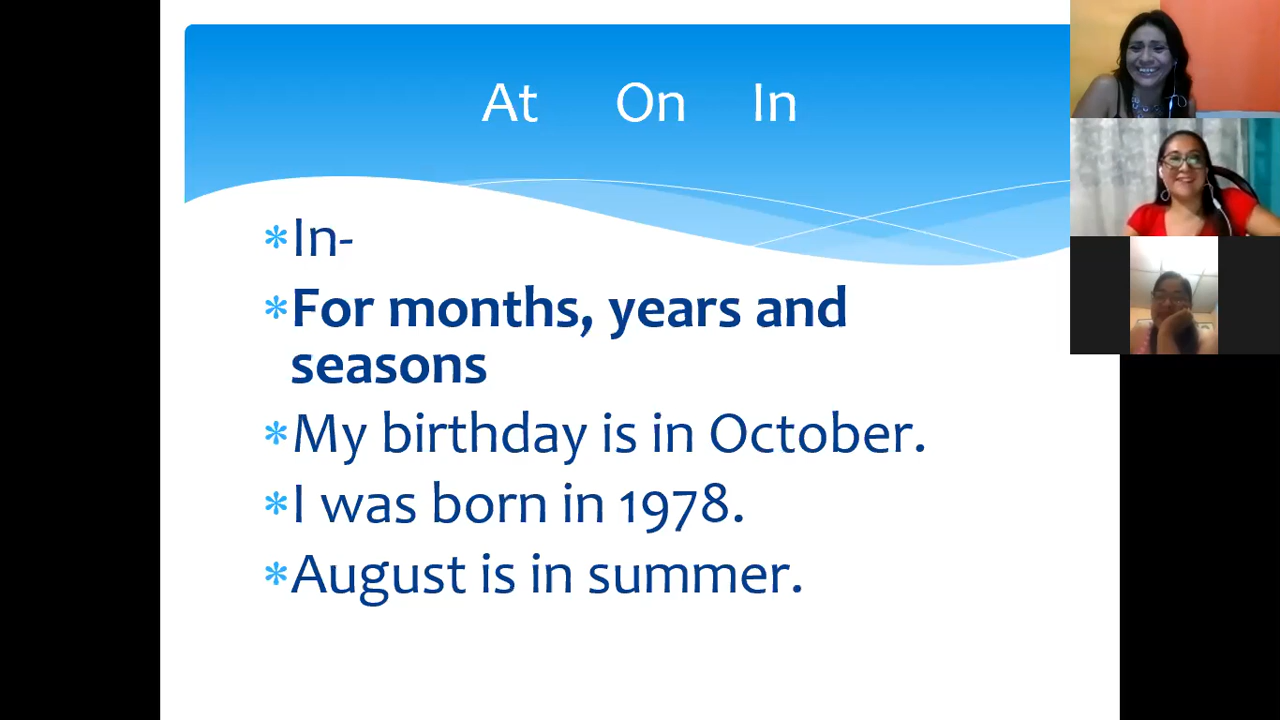 At On In
*In-
*For months, years and
seasons
*My birthday is in October.
*I was born in 1978.
*August is in summer.